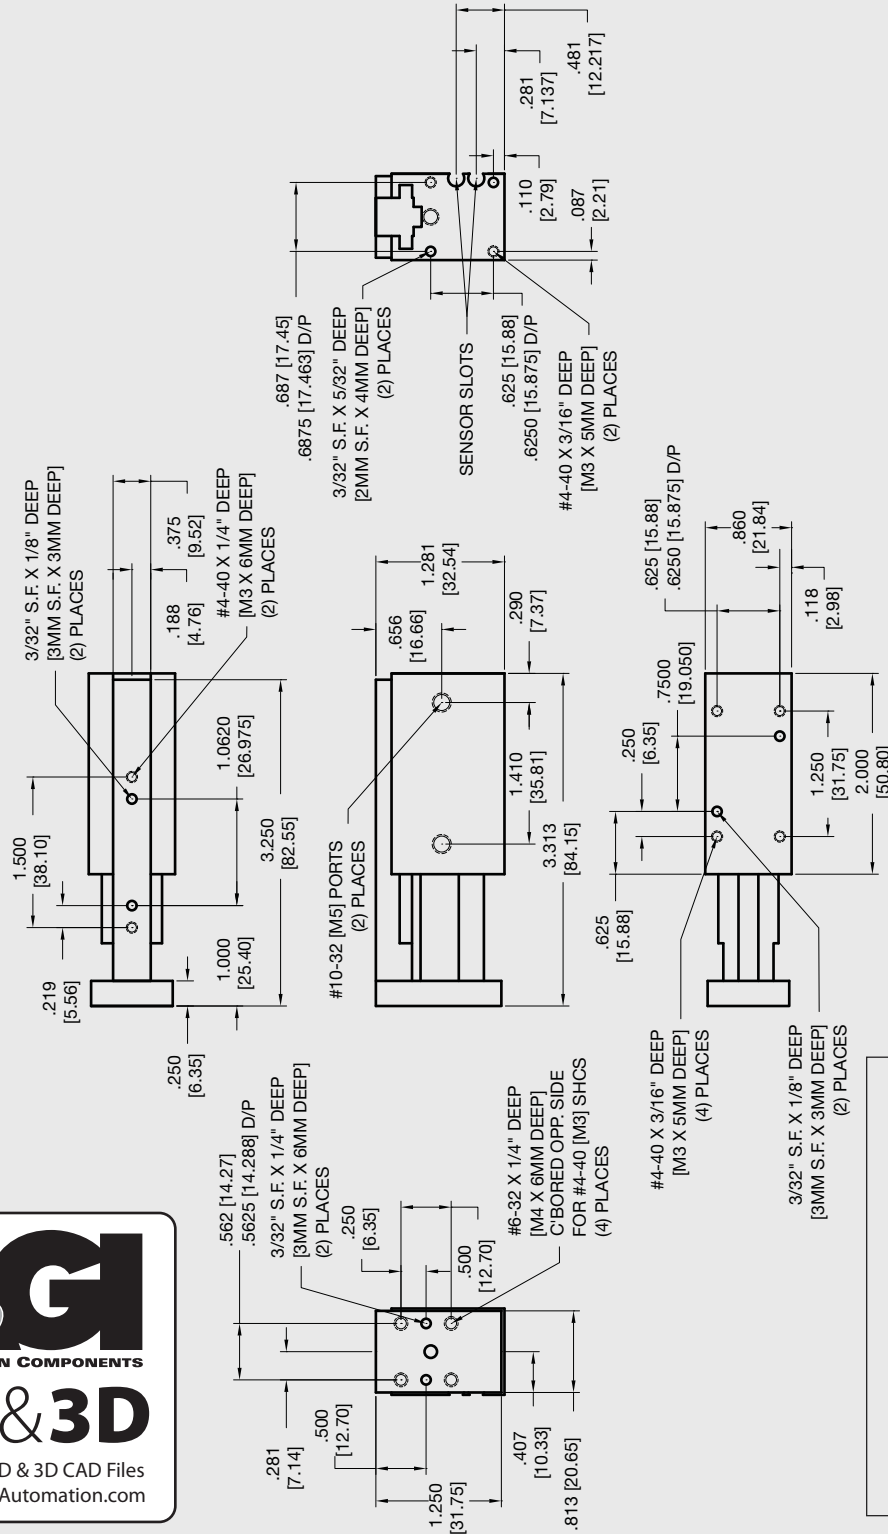 .481
[12.217]
.281
[7.137]
.110
[2.79]
.087
[2.21]
.687 [17.45]
.6875 [17.463] D/P
3/32" S.F. X 5/32" DEEP
[2MM S.F. X 4MM DEEP]
(2) PLACES
SENSOR SLOTS
.625 [15.88]
.6250 [15.875] D/P
#4-40 X 3/16" DEEP
[M3 X 5MM DEEP]
(2) PLACES
3/32" S.F. X 1/8" DEEP
[3MM S.F. X 3MM DEEP]
(2) PLACES
.375
[9.52]
.188
[4.76]
#4-40 X 1/4" DEEP
[M3 X 6MM DEEP]
(2) PLACES
1.500
[38.10]
1.0620
[26.975]
3.250
[82.55]
.219
[5.56]
1.000
[25.40]
.250
[6.35]
1.281
[32.54]
.656
[16.66]
.290
[7.37]
#10-32 [M5] PORTS
(2) PLACES
1.410
[35.81]
3.313
[84.15]
.625 [15.88]
.6250 [15.875] D/P
.860
[21.84]
.118
[2.98]
.7500
[19.050]
.250
[6.35]
1.250
[31.75]
2.000
[50.80]
.625
[15.88]
#4-40 X 3/16" DEEP
[M3 X 5MM DEEP]
(4) PLACES
3/32" S.F. X 1/8" DEEP
[3MM S.F. X 3MM DEEP]
(2) PLACES
.562 [14.27]
.5625 [14.288] D/P
3/32" S.F. X 1/4" DEEP
[3MM S.F. X 6MM DEEP]
(2) PLACES
.250
[6.35]
.500
[12.70]
#6-32 X 1/4" DEEP
[M4 X 6MM DEEP]
C'BORED OPP. SIDE
FOR #4-40 [M3] SHCS
(4) PLACES
.281
[7.14]
.500
[12.70]
1.250
[31.75]
.407
[10.33]
.813 [20.65]
GI
N COMPONENTS
&3D
D & 3D CAD Files
Automation.com